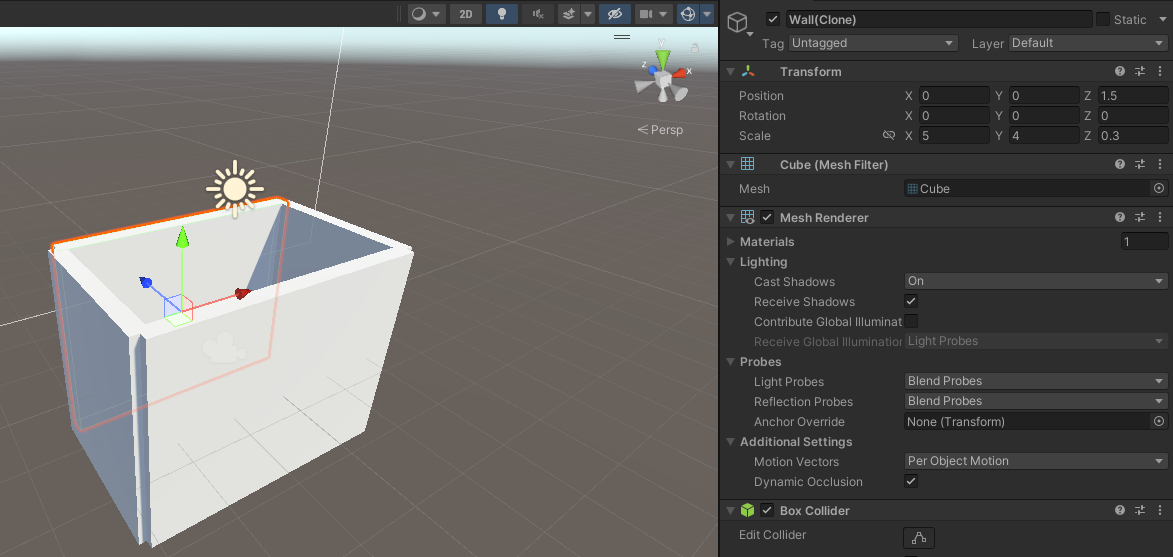 2D
Y
Z
X
Persp
Wall(Clone)
Static
Tag Untagged Layer Default
Transform
Position X 0 Y 0 Z 1.5
Rotation X 0 Y 0 Z 0
Scale X 5 Y 4 Z 0.3
Cube (Mesh Filter)
Mesh Cube
Mesh Renderer
Materials 1
Lighting
Cast Shadows On
Receive Shadows
Contribute Global Illuminat
Receive Global Illumination Light Probes
Probes
Light Probes Blend Probes
Reflection Probes Blend Probes
Anchor Override None (Transform)
Additional Settings
Motion Vectors Per Object Motion
Dynamic Occlusion
Box Collider
Edit Collider